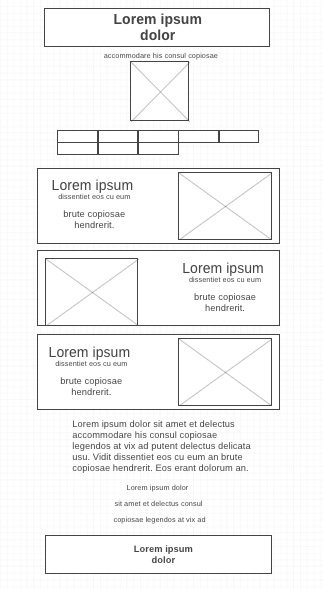 Lorem ipsum
dolor
accommodare his consul copiosae
Lorem ipsum
dissentiet eos cu eum
brute copiosae
hendrerit.
Lorem ipsum
dissentiet eos cu eum
brute copiosae
hendrerit.
Lorem ipsum
dissentiet eos cu eum
brute copiosae
hendrerit.
Lorem ipsum dolor sit amet et delectus
accommodare his consul copiosae
legendos at vix ad putent delectus delicata
usu. Vidit dissentiet eos cu eum an brute
copiosae hendrerit. Eos erant dolorum an.
Lorem ipsum dolor
sit amet et delectus consul
copiosae legendos at vix ad
Lorem ipsum
dolor